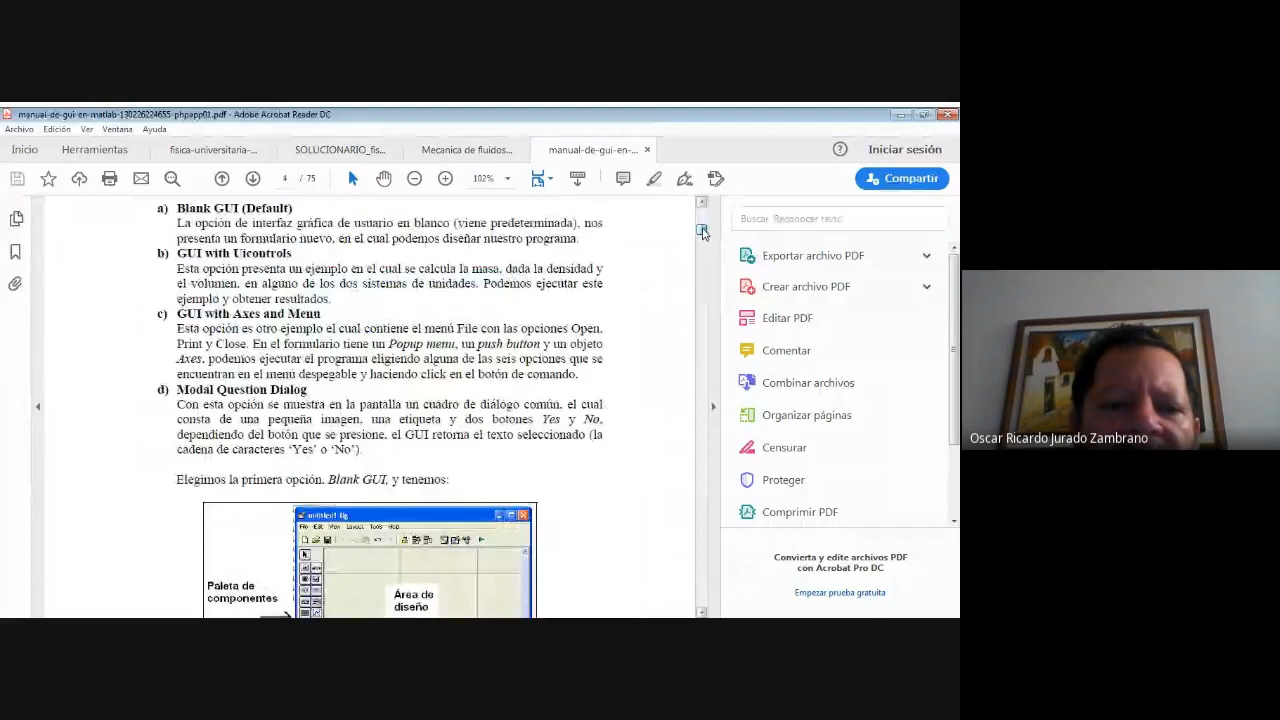 manual-de-gui-en-matlab-130226224655-phpapp01.pdf - Adobe Acrobat Reader DC
Archivo Edición Ver Ventana Ayuda
Inicio Herramientas fisica-universitaria-... SOLUCIONARIO_fis... Mecanica de fluidos... manual-de-gui-en-... × Iniciar sesión
4 / 75 102% Compartir
a) Blank GUI (Default)
La opción de interfaz gráfica de usuario en blanco (viene predeterminada), nos
presenta un formulario nuevo, en el cual podemos diseñar nuestro programa.
b) GUI with Uicontrols
Esta opción presenta un ejemplo en el cual se calcula la masa, dada la densidad y
el volumen, en alguno de los dos sistemas de unidades. Podemos ejecutar este
ejemplo y obtener resultados.
c) GUI with Axes and Menu
Esta opción es otro ejemplo el cual contiene el menú File con las opciones Open,
Print y Close. En el formulario tiene un Popup menu, un push button y un objeto
Axes, podemos ejecutar el programa eligiendo alguna de las seis opciones que se
encuentran en el menú despegable y haciendo click en el botón de comando.
d) Modal Question Dialog
Con esta opción se muestra en la pantalla un cuadro de diálogo común, el cual
consta de una pequeña imagen, una etiqueta y dos botones Yes y No,
dependiendo del botón que se presione, el GUI retorna el texto seleccionado (la
cadena de caracteres ‘Yes’ o ‘No’).
Elegimos la primera opción, Blank GUI, y tenemos:
untitled1.fig
File Edit View Layout Tools Help
Paleta de
componentes
Área de
diseño
Buscar
Exportar archivo PDF
Crear archivo PDF
Editar PDF
Comentar
Combinar archivos
Organizar páginas
Censurar
Proteger
Comprimir PDF
Convierta y edite archivos PDF
con Acrobat Pro DC
Empezar prueba gratuita
Oscar Ricardo Jurado Zambrano